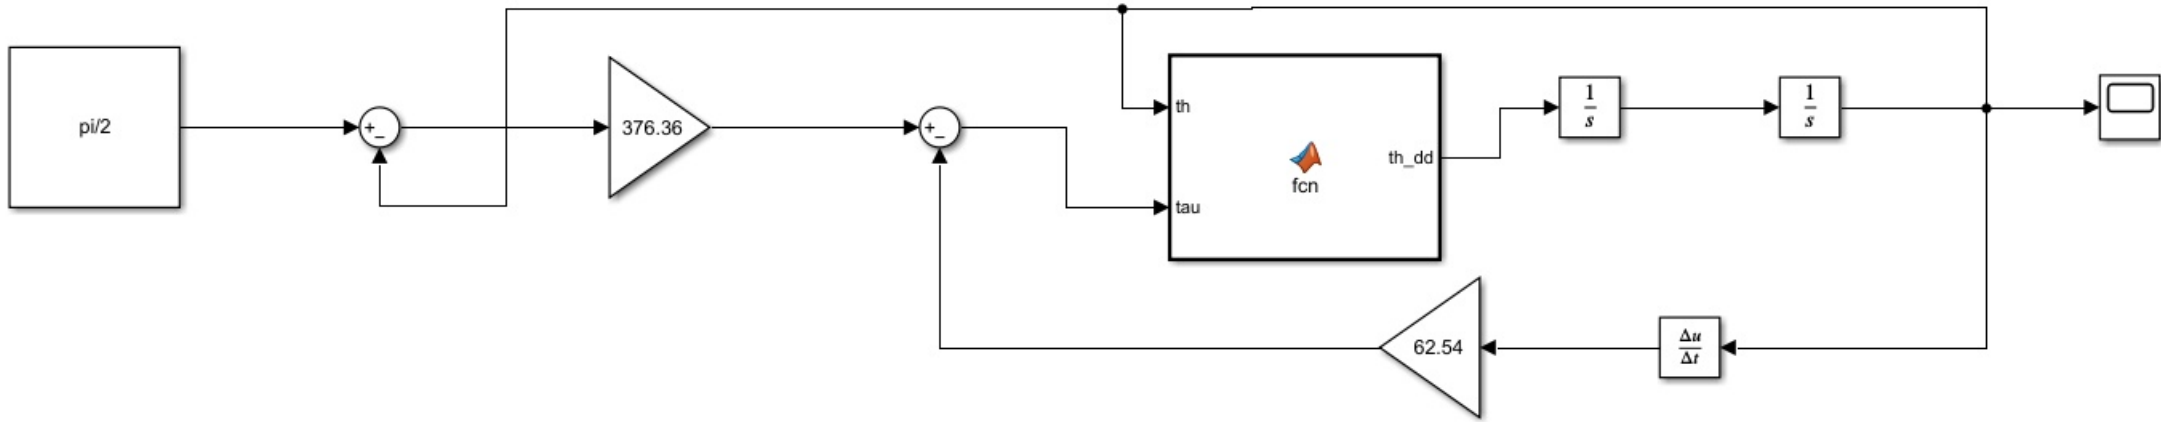 pi/2
+
−
376.36
+
−
th
tau
fcn
th_dd
1
s
1
s
62.54
Δu
Δt